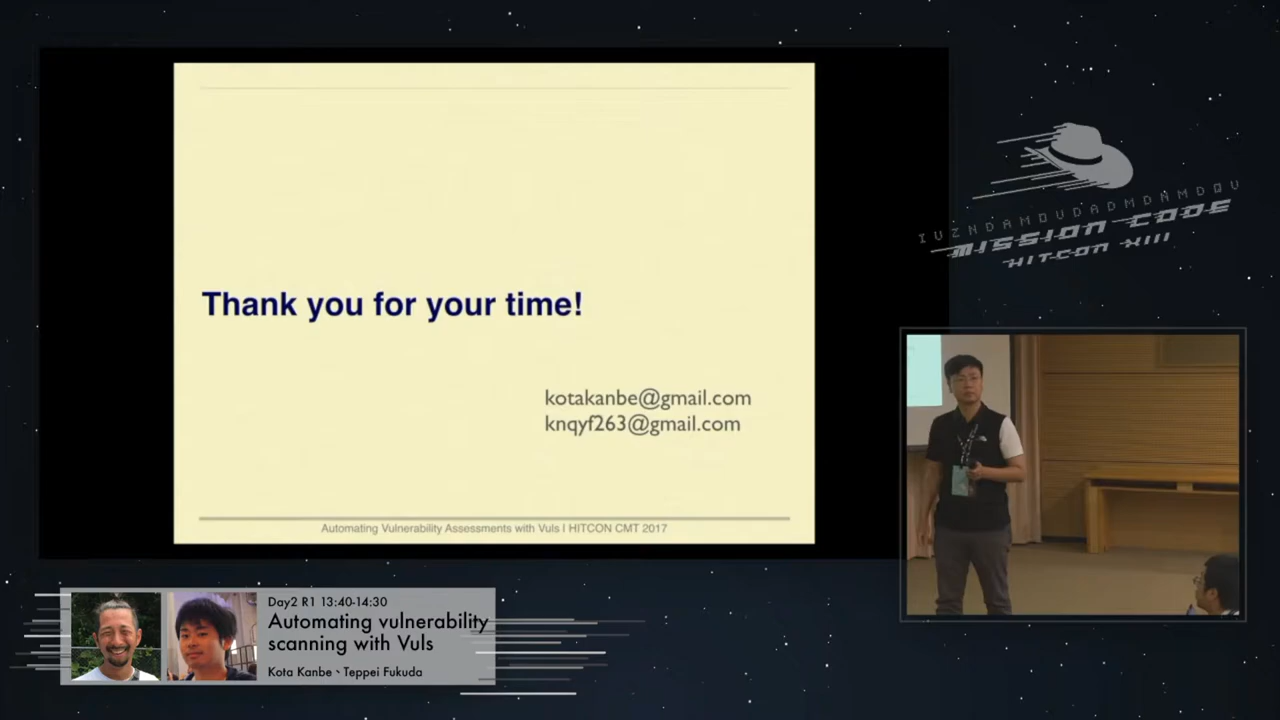 Thank you for your time!
kotakanbe@gmail.com
knqyf263@gmail.com
Automating Vulnerability Assessments with Vuls | HITCON CMT 2017
IVZNDAMOVDADMDNMDQV
MISSION CODE
HITCON XIII
Day2 R1 13:40-14:30
Automating vulnerability
scanning with Vuls
Kota Kanbe、Teppei Fukuda